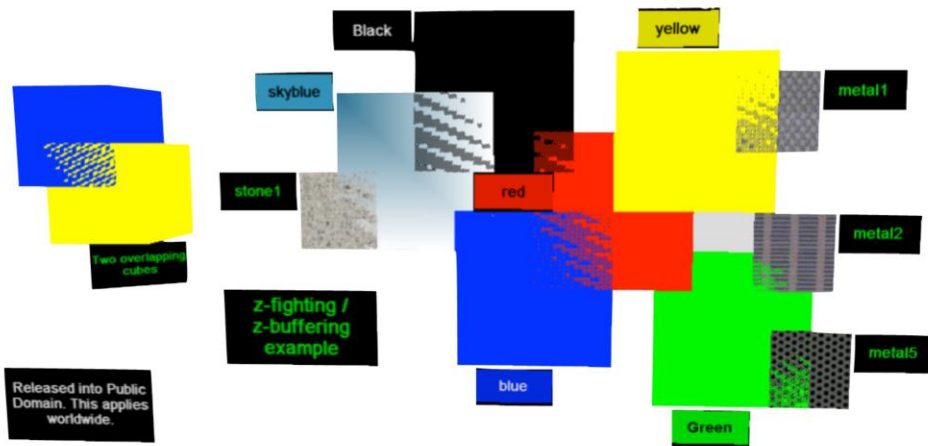 Black
yellow
skyblue
metal1
stone1
red
metal2
Two overlapping
cubes
z-fighting /
z-buffering
example
metal5
Released into Public
Domain. This applies
worldwide.
blue
Green